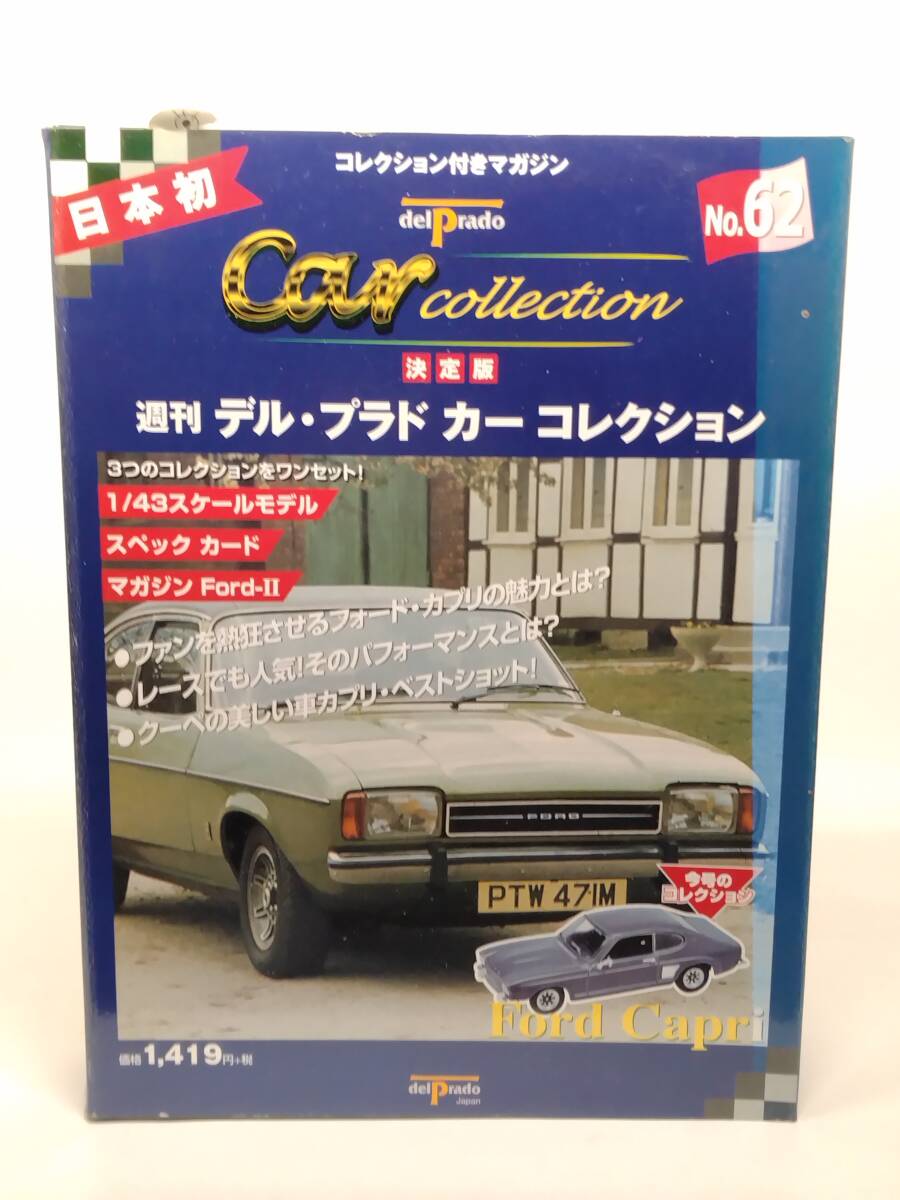 日本初
コレクション付きマガジン
No.62
delPrado
Car collection
決定版
週刊 デル・プラド カー コレクション
3つのコレクションをワンセット!
1/43スケールモデル
スペック カード
マガジン Ford-II
●ファンを熱狂させるフォード・カプリの魅力とは?
●レースでも人気!そのパフォーマンスとは?
●クーペの美しい車カプリ・ベストショット!
FORD
PTW 471M
今号の
コレクション
Ford Capri
価格1,419円+税
delPrado
Japan